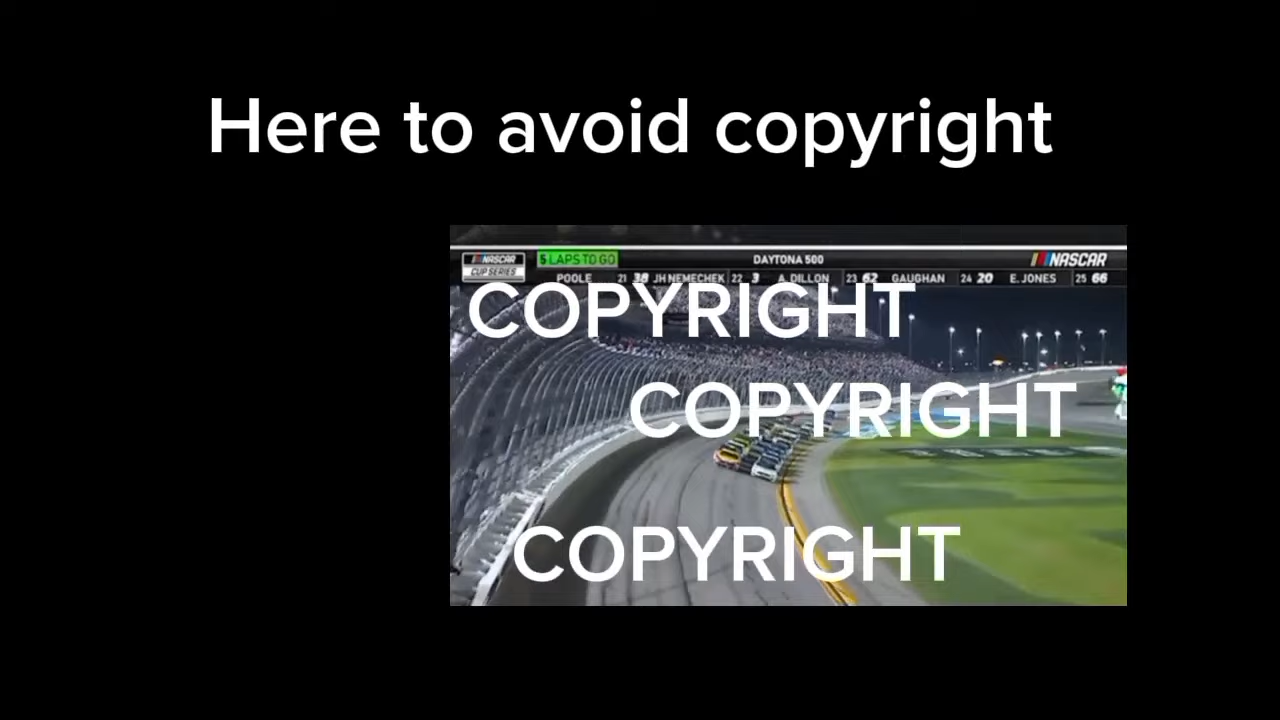 Here to avoid copyright
NASCAR 5 LAPS TO GO DAYTONA 500 NASCAR
CUP SERIES POOLE 21 38 JH NEMECHEK 22 3 A. DILLON 23 62 GAUGHAN 24 20 E. JONES 25 66
COPYRIGHT
COPYRIGHT
COPYRIGHT